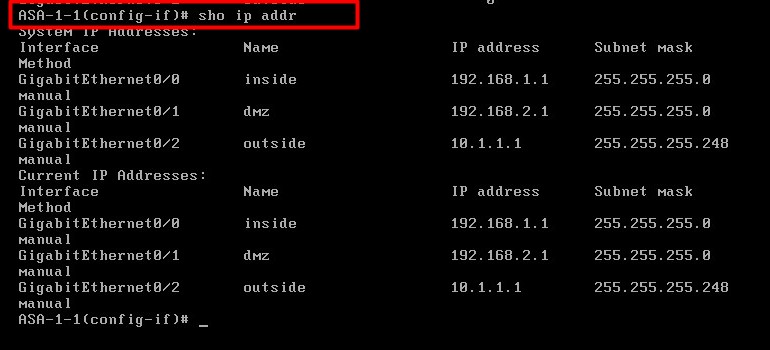 ASA-1-1(config-if)# sho ip addr
System IP Addresses:
Interface Name IP address Subnet mask
Method
GigabitEthernet0/0 inside 192.168.1.1 255.255.255.0
manual
GigabitEthernet0/1 dmz 192.168.2.1 255.255.255.0
manual
GigabitEthernet0/2 outside 10.1.1.1 255.255.255.248
manual
Current IP Addresses:
Interface Name IP address Subnet mask
Method
GigabitEthernet0/0 inside 192.168.1.1 255.255.255.0
manual
GigabitEthernet0/1 dmz 192.168.2.1 255.255.255.0
manual
GigabitEthernet0/2 outside 10.1.1.1 255.255.255.248
manual
ASA-1-1(config-if)# _